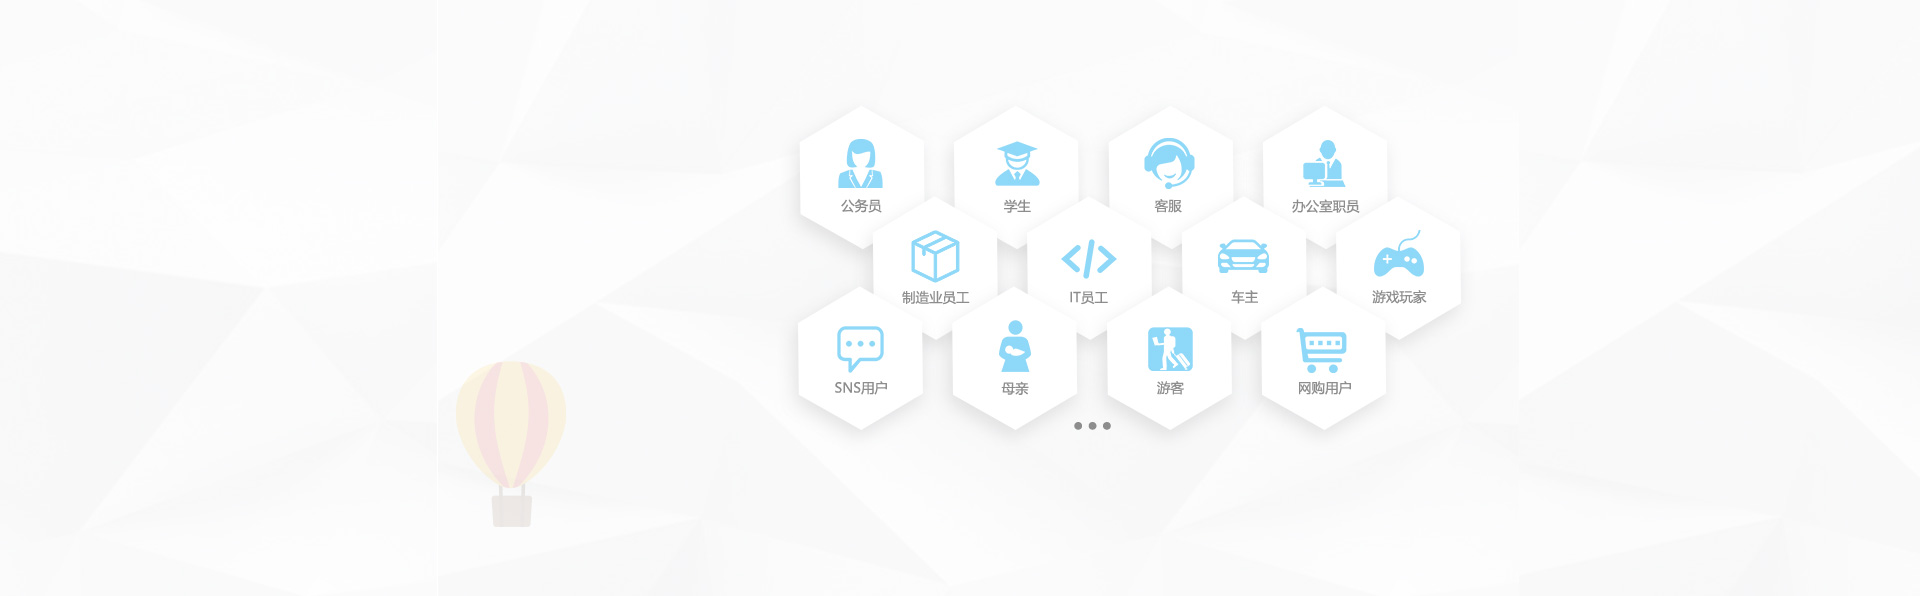 公务员
学生
客服
办公室职员
制造业员工
IT员工
车主
游戏玩家
SNS用户
母亲
游客
网购用户